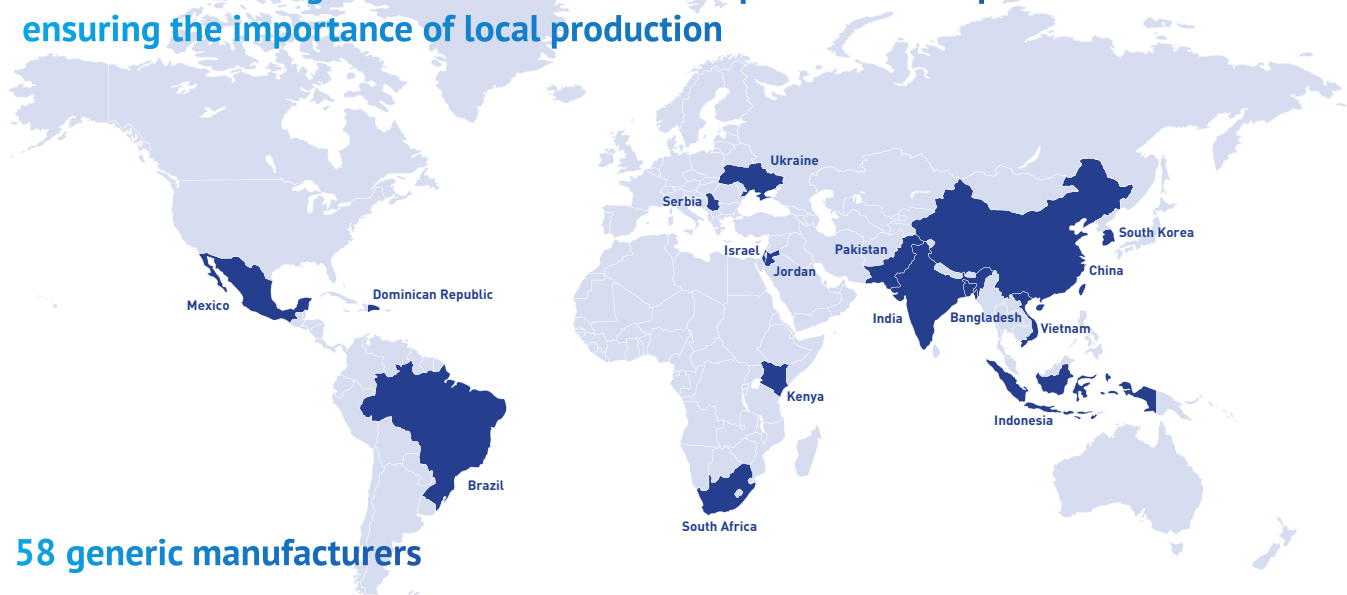 ensuring the importance of local production
Ukraine
Serbia
Israel
Jordan
Pakistan
South Korea
China
Mexico
Dominican Republic
India
Bangladesh
Vietnam
Kenya
Indonesia
Brazil
South Africa
58 generic manufacturers